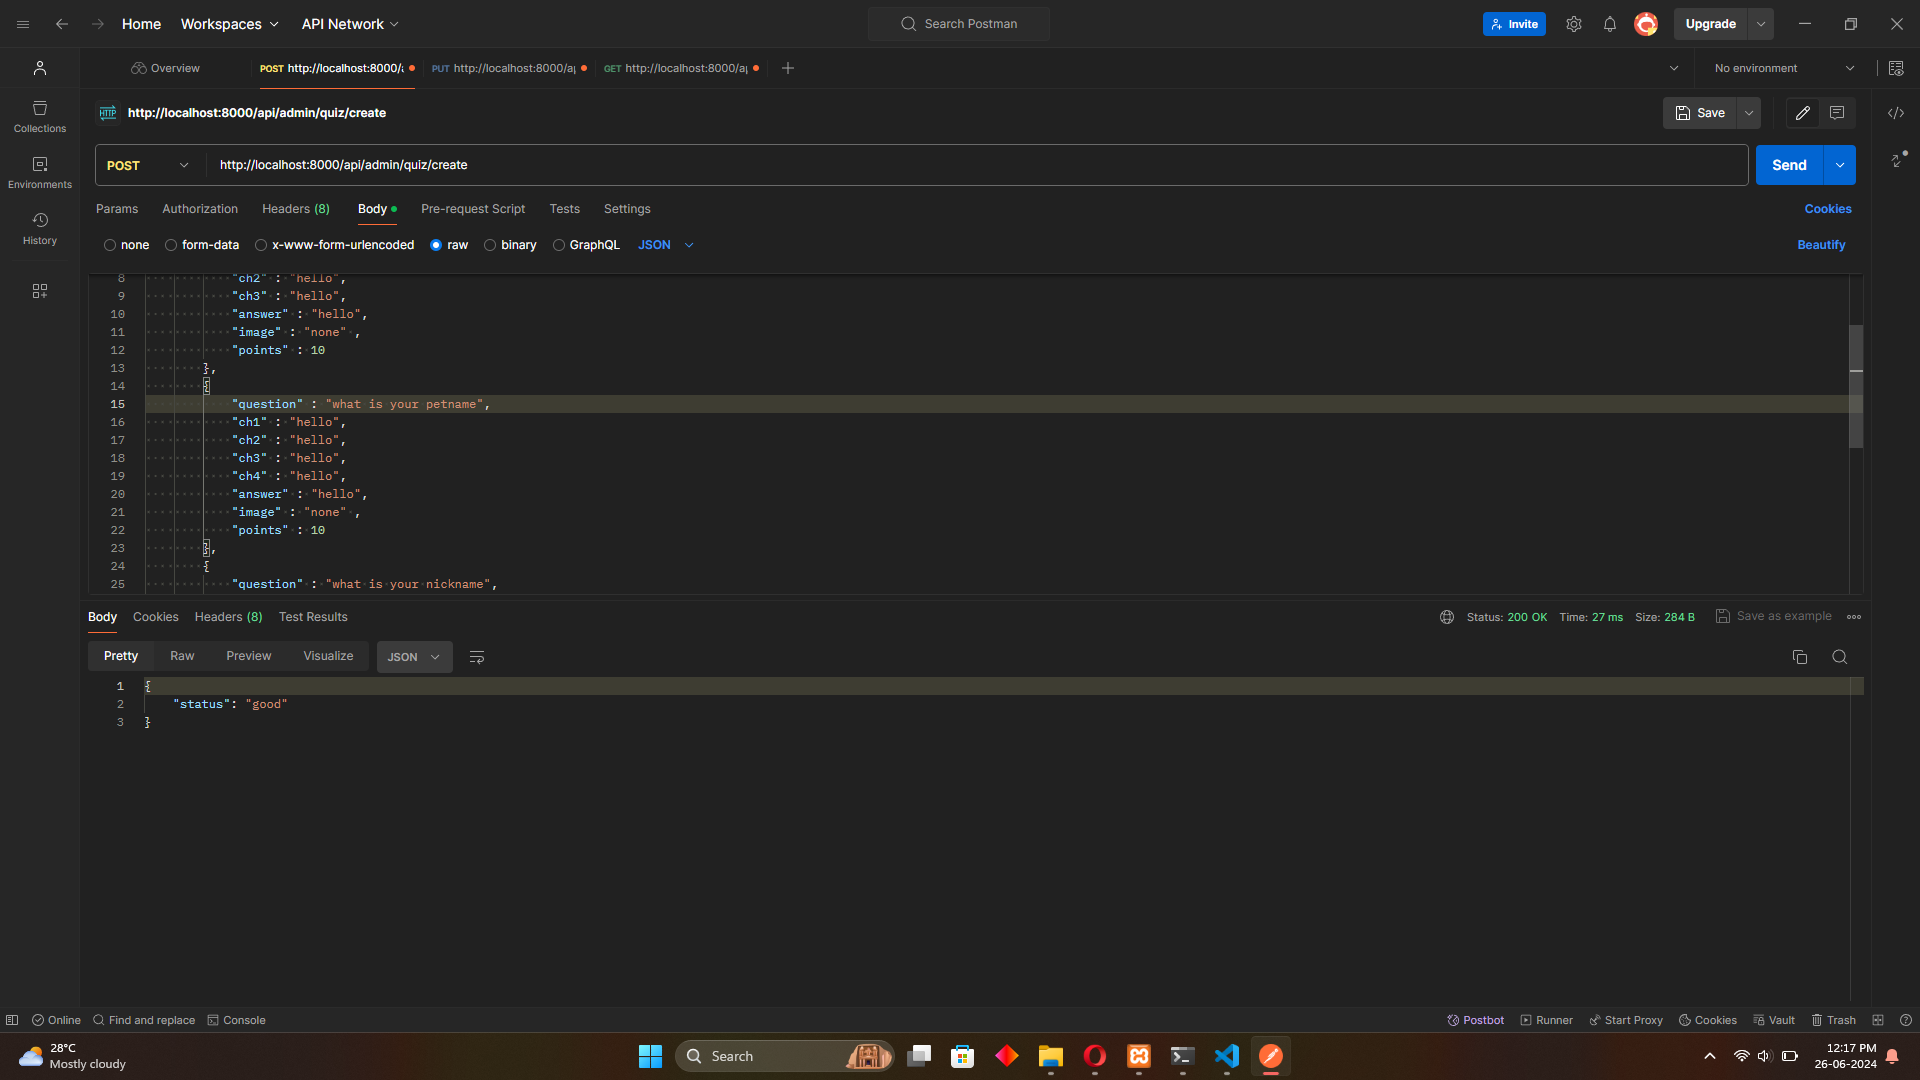 Home Workspaces API Network Search Postman Invite Upgrade
Overview POST http://localhost:8000/a PUT http://localhost:8000/a GET http://localhost:8000/a No environment
HTTP http://localhost:8000/api/admin/quiz/create Save
POST http://localhost:8000/api/admin/quiz/create Send
Params Authorization Headers (8) Body Pre-request Script Tests Settings Cookies
none form-data x-www-form-urlencoded raw binary GraphQL JSON Beautify
Collections
Environments
History
8 "ch2" : "hello",
9 "ch3" : "hello",
10 "answer" : "hello",
11 "image" : "none" ,
12 "points" : 10
13 },
14 {
15 "question" : "what is your petname",
16 "ch1" : "hello",
17 "ch2" : "hello",
18 "ch3" : "hello",
19 "ch4" : "hello",
20 "answer" : "hello",
21 "image" : "none" ,
22 "points" : 10
23 },
24 {
25 "question" : "what is your nickname",
Body Cookies Headers (8) Test Results Status: 200 OK Time: 27 ms Size: 284 B Save as example
Pretty Raw Preview Visualize JSON
1 {
2 "status": "good"
3 }
Online Find and replace Console Postbot Runner Start Proxy Cookies Vault Trash
28°C
Mostly cloudy
Search
12:17 PM
26-06-2024